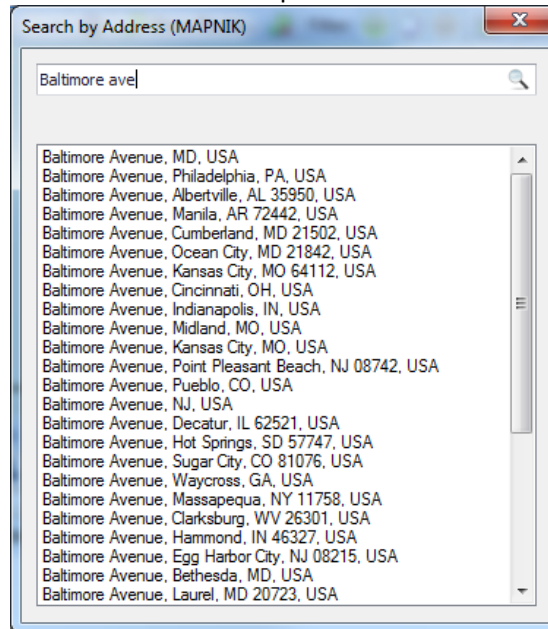 Search by Address (MAPNIK)
Baltimore ave
Baltimore Avenue, MD, USA
Baltimore Avenue, Philadelphia, PA, USA
Baltimore Avenue, Albertville, AL 35950, USA
Baltimore Avenue, Manila, AR 72442, USA
Baltimore Avenue, Cumberland, MD 21502, USA
Baltimore Avenue, Ocean City, MD 21842, USA
Baltimore Avenue, Kansas City, MO 64112, USA
Baltimore Avenue, Cincinnati, OH, USA
Baltimore Avenue, Indianapolis, IN, USA
Baltimore Avenue, Midland, MO, USA
Baltimore Avenue, Kansas City, MO, USA
Baltimore Avenue, Point Pleasant Beach, NJ 08742, USA
Baltimore Avenue, Pueblo, CO, USA
Baltimore Avenue, NJ, USA
Baltimore Avenue, Decatur, IL 62521, USA
Baltimore Avenue, Hot Springs, SD 57747, USA
Baltimore Avenue, Sugar City, CO 81076, USA
Baltimore Avenue, Waycross, GA, USA
Baltimore Avenue, Massapequa, NY 11758, USA
Baltimore Avenue, Clarksburg, WV 26301, USA
Baltimore Avenue, Hammond, IN 46327, USA
Baltimore Avenue, Egg Harbor City, NJ 08215, USA
Baltimore Avenue, Bethesda, MD, USA
Baltimore Avenue, Laurel, MD 20723, USA